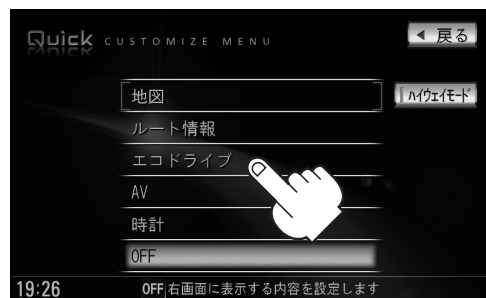 Quick CUSTOMIZE MENU
◀ 戻る
地図
ハイウェイモード
ルート情報
エコドライブ
AV
時計
OFF
19:26
OFF 右画面に表示する内容を設定します